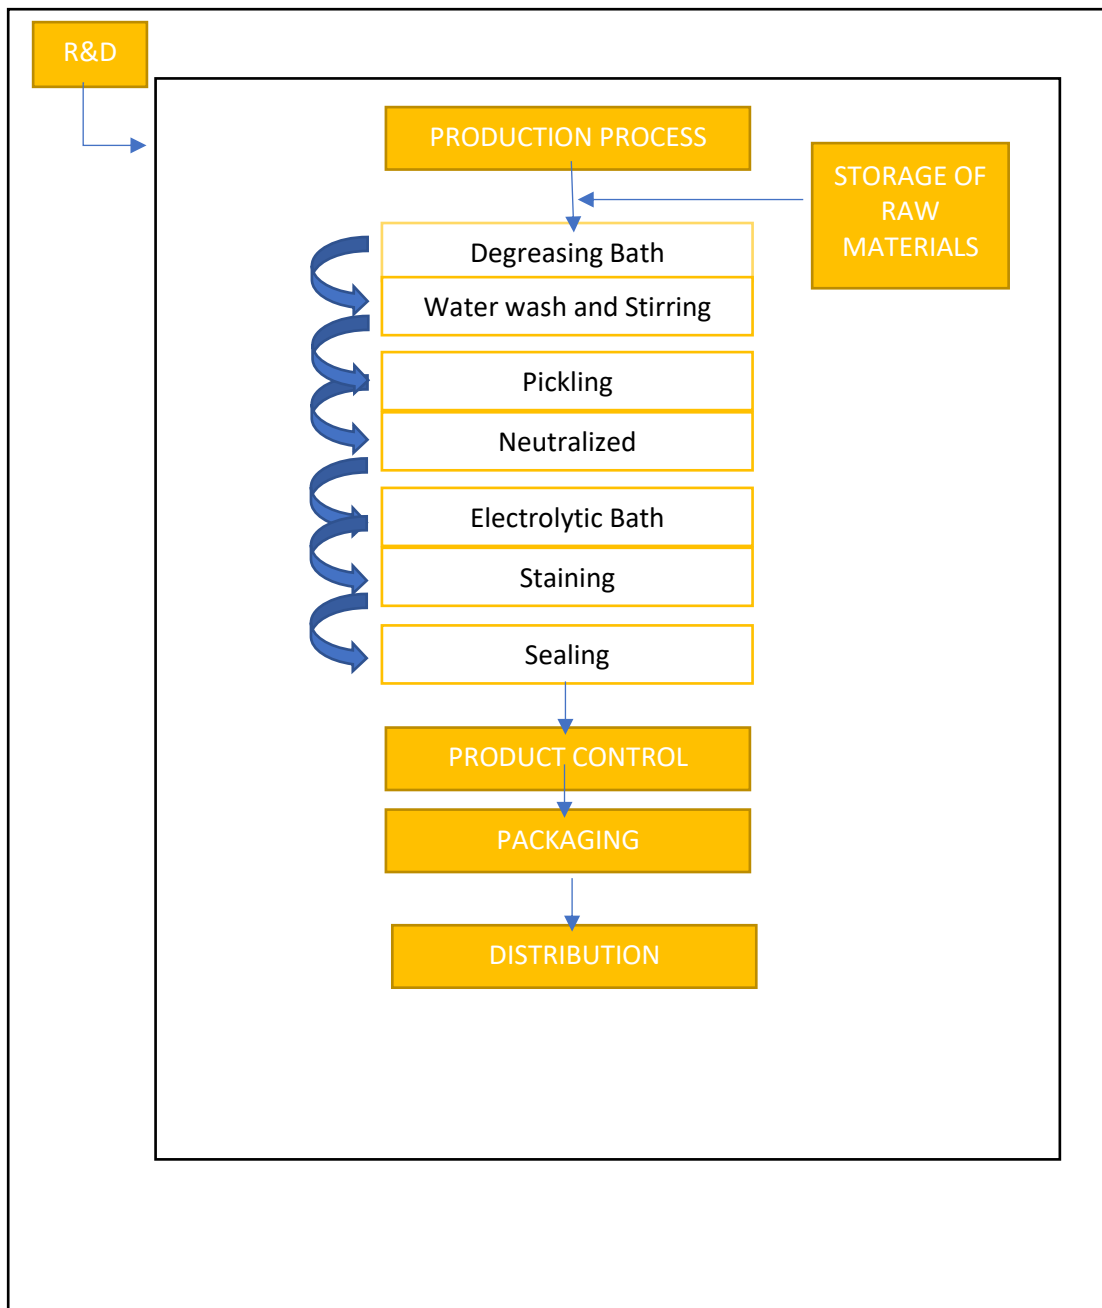 R&D
PRODUCTION PROCESS
STORAGE OF
RAW
MATERIALS
Degreasing Bath
Water wash and Stirring
Pickling
Neutralized
Electrolytic Bath
Staining
Sealing
PRODUCT CONTROL
PACKAGING
DISTRIBUTION